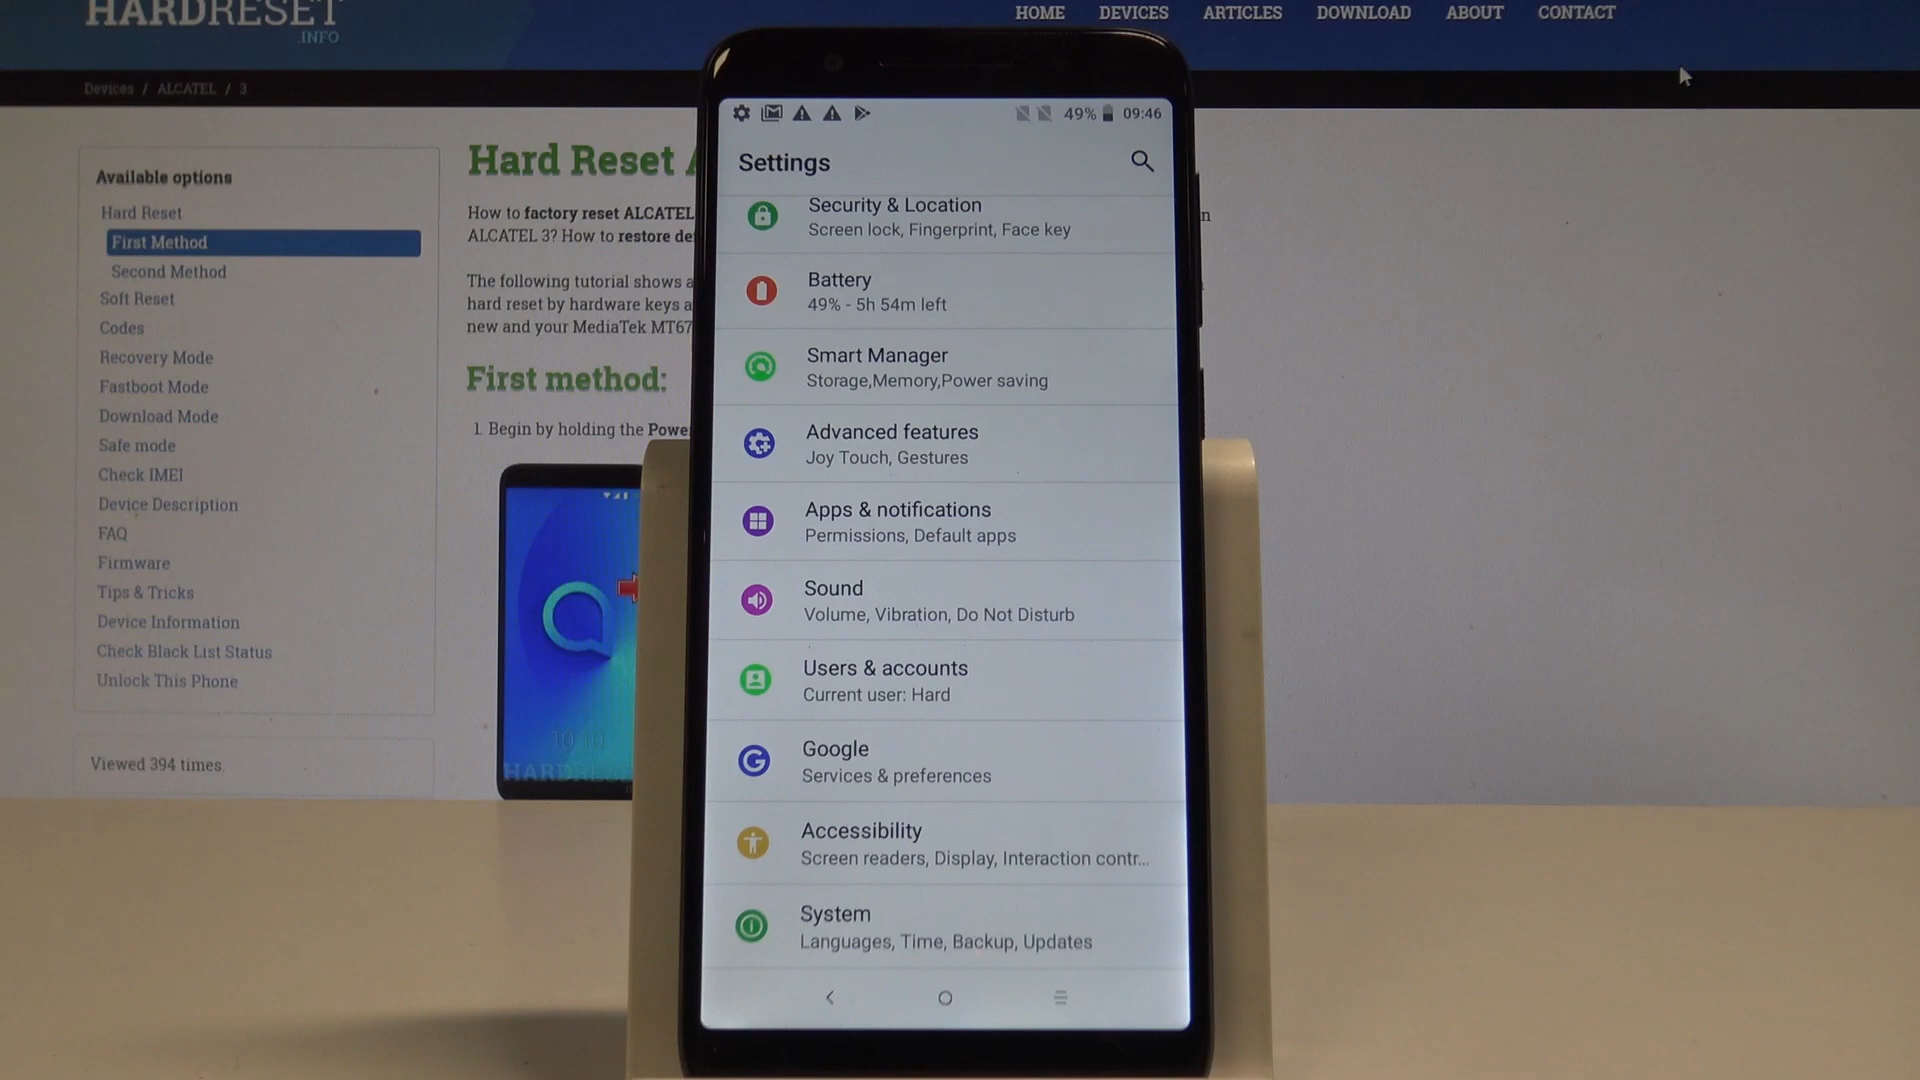 HARDRESET
.INFO
HOME DEVICES ARTICLES DOWNLOAD ABOUT CONTACT
Devices / ALCATEL / 3
Available options
Hard Reset
First Method
Second Method
Soft Reset
Codes
Recovery Mode
Fastboot Mode
Download Mode
Safe mode
Check IMEI
Device Description
FAQ
Firmware
Tips & Tricks
Device Information
Check Black List Status
Unlock This Phone
Viewed 394 times
Hard Reset
How to factory reset ALCATEL
ALCATEL 3? How to restore
The following tutorial shows
hard reset by hardware keys
new and your MediaTek
First method:
1. Begin by holding the
10:10
49% 09:46
Settings
Security & Location
Screen lock, Fingerprint, Face key
Battery
49% - 5h 54m left
Smart Manager
Storage,Memory,Power saving
Advanced features
Joy Touch, Gestures
Apps & notifications
Permissions, Default apps
Sound
Volume, Vibration, Do Not Disturb
Users & accounts
Current user: Hard
Google
Services & preferences
Accessibility
Screen readers, Display, Interaction contr...
System
Languages, Time, Backup, Updates